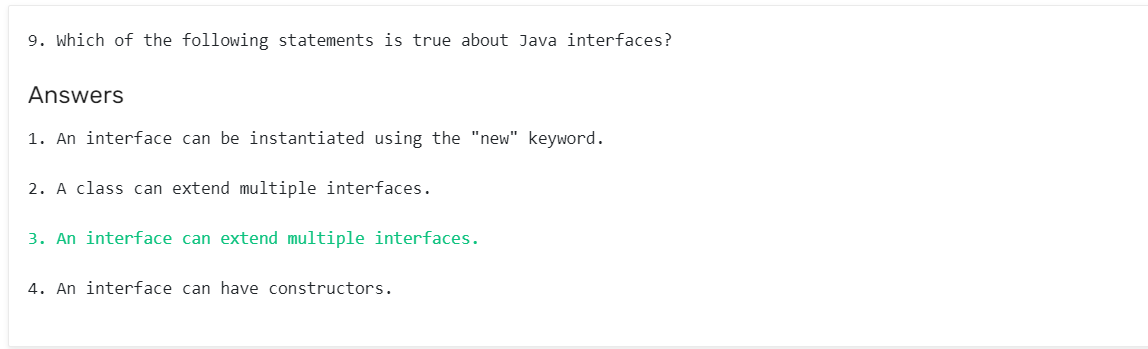 9. Which of the following statements is true about Java interfaces?
Answers
1. An interface can be instantiated using the "new" keyword.
2. A class can extend multiple interfaces.
3. An interface can extend multiple interfaces.
4. An interface can have constructors.